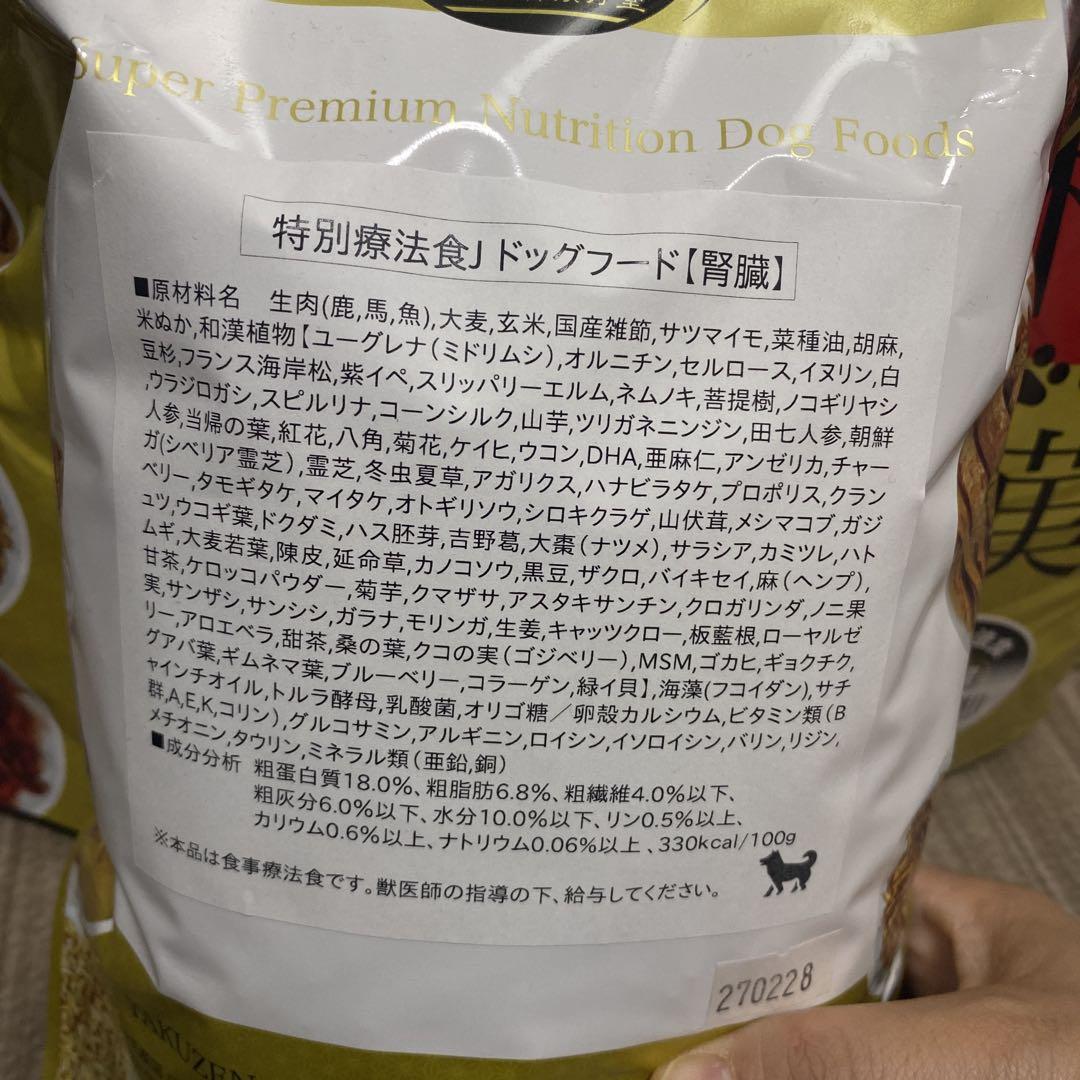 Super Premium Nutrition Dog Foods
特別療法食J ドッグフード【腎臓】
■原材料名 生肉(鹿,馬,魚),大麦,玄米,国産雑節,サツマイモ,菜種油,胡麻,
米ぬか,和漢植物【ユーグレナ(ミドリムシ),オルニチン,セルロース,イヌリン,白
豆杉,フランス海岸松,紫イペ,スリッパリーエルム,ネムノキ,菩提樹,ノコギリヤシ
,ウラジロガシ,スピルリナ,コーンシルク,山芋,ツリガネニンジン,田七人参,朝鮮
人参,当帰の葉,紅花,八角,菊花,ケイヒ,ウコン,DHA,亜麻仁,アンゼリカ,チャー
ガ(シベリア霊芝),霊芝,冬虫夏草,アガリクス,ハナビラタケ,プロポリス,クラン
ベリー,タモギタケ,マイタケ,オトギリソウ,シロキクラゲ,山伏茸,メシマコブ,ガジ
ュツ,ウコギ葉,ドクダミ,ハス胚芽,吉野葛,大棗(ナツメ),サラシア,カミツレ,ハト
ムギ,大麦若葉,陳皮,延命草,カノコソウ,黒豆,ザクロ,バイキセイ,麻(ヘンプ),
甘茶,ケロッコパウダー,菊芋,クマザサ,アスタキサンチン,クロガリンダ,ノニ果
実,サンザシ,サンシシ,ガラナ,モリンガ,生姜,キャッツクロー,板藍根,ローヤルゼ
リー,アロエベラ,甜茶,桑の葉,クコの実(ゴジベリー),MSM,ゴカヒ,ギョクチク,
グアバ葉,ギムネマ葉,ブルーベリー,コラーゲン,緑イ貝】,海藻(フコイダン),サチ
ャインチオイル,トルラ酵母,乳酸菌,オリゴ糖/卵殻カルシウム,ビタミン類(B
群,A,E,K,コリン),グルコサミン,アルギニン,ロイシン,イソロイシン,バリン,リジン,
メチオニン,タウリン,ミネラル類(亜鉛,銅)
■成分分析 粗蛋白質18.0%、粗脂肪6.8%、粗繊維4.0%以下、
粗灰分6.0%以下、水分10.0%以下、リン0.5%以上、
カリウム0.6%以上、ナトリウム0.06%以上、330kcal/100g
※本品は食事療法食です。獣医師の指導の下、給与してください。
270228